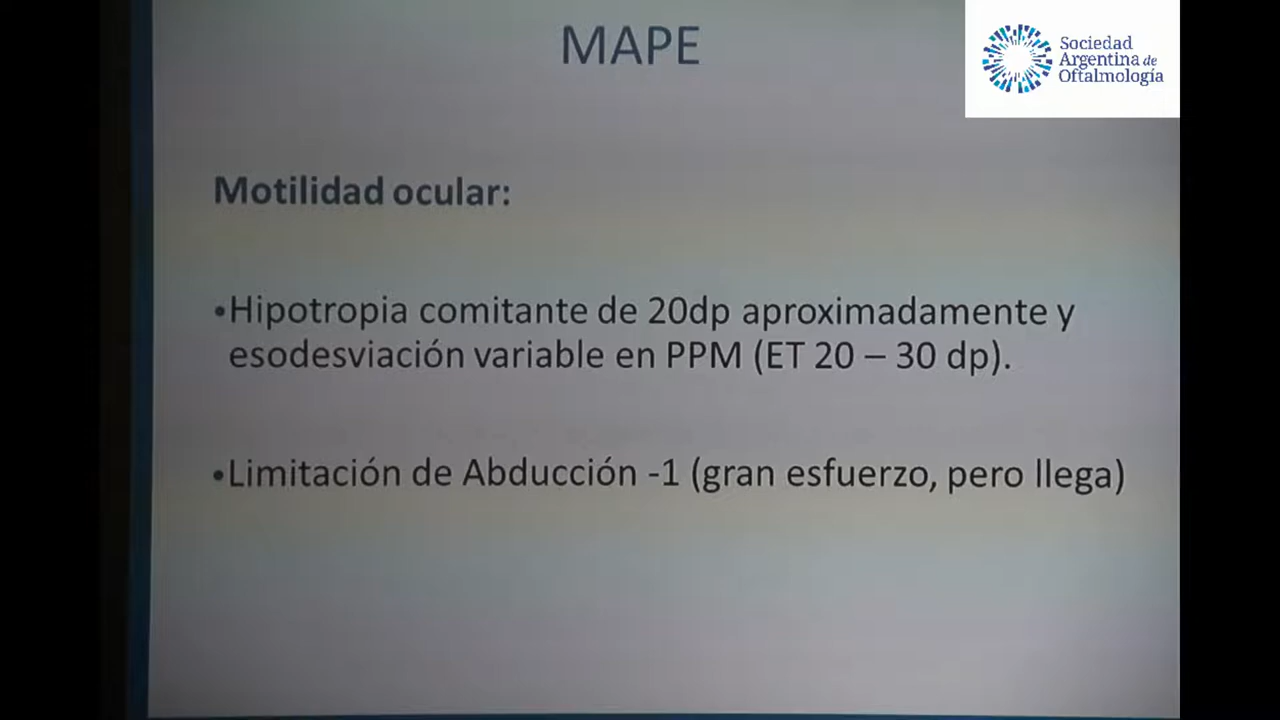 MAPE
Sociedad
Argentina de
Oftalmología
Motilidad ocular:
•Hipotropia comitante de 20dp aproximadamente y
esodesviación variable en PPM (ET 20 – 30 dp).
•Limitación de Abducción -1 (gran esfuerzo, pero llega)